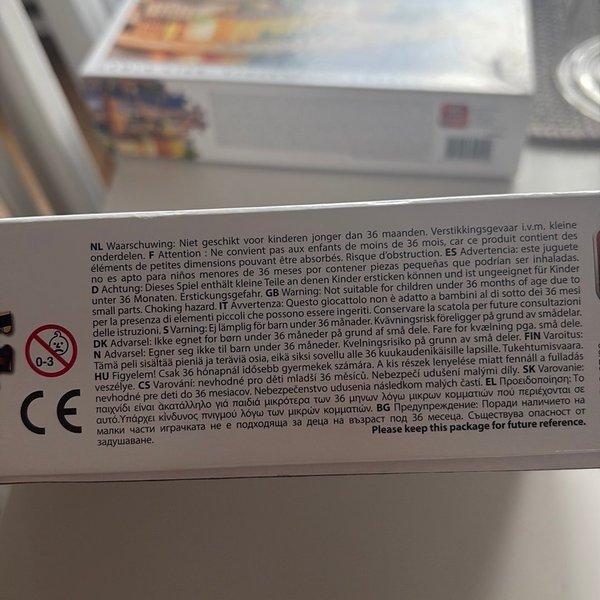 NL Waarschuwing: Niet geschikt voor kinderen jonger dan 36 maanden. Verstikkingsgevaar i.v.m. kleine
onderdelen. F Attention : Ne convient pas aux enfants de moins de 36 mois, car ce produit contient des
éléments de petites dimensions pouvant être absorbés. Risque d'obstruction. ES Advertencia: este juguete
no es apto para niños menores de 36 meses por contener piezas pequeñas que podrían ser inhaladas.
D Achtung: Dieses Spiel enthält kleine Teile an denen Kinder ersticken können und ist ungeeignet für Kinder
unter 36 Monaten. Erstickungsgefahr. GB Warning: Not suitable for children under 36 months of age due to
small parts. Choking hazard. IT Avvertenza: Questo giocattolo non è adatto a bambini al di sotto dei 36 mesi
per la presenza di elementi piccoli che possono essere ingeriti. Conservare la scatola per future consultazioni
delle istruzioni. S Varning: Ej lämplig för barn under 36 månader. Kvävningsrisk föreligger på grund av smådelar.
DK Advarsel: Ikke egnet for børn under 36 måneder på grund af små dele. Fare for kvælning pga. små dele.
N Advarsel: Egner seg ikke til barn under 36 måneder. Kvelningsrisiko på grunn av små deler. FIN Varoitus:
Tämä peli sisältää pieniä ja teräviä osia, eikä siksi sovellu alle 36 kuukaudenikäisille lapsille. Tukehtumisvaara.
HU Figyelem! Csak 36 hónapnál idősebb gyermekek számára. A kis részek lenyelése miatt fennáll a fulladás
veszélye. CS Varování: nevhodné pro děti mladší 36 měsíců. Nebezpečí udušení malými díly. SK Varovanie:
nevhodné pre deti do 36 mesiacov. Nebezpečenstvo udusenia následkom malých častí. EL Προειδοποίηση: Το
παιχνίδι είναι ακατάλληλο γιά παιδιά μικρότερα των 36 μηνων λόγω των μικρών κομματιών πού περιέχονται σε
αυτό. Υπάρχει κίνδυνος πνιγμού λόγω των μικρών κομματιών. BG Предупреждение: Поради наличието на
малки части играчката не е подходяща за деца на възраст под 36 месеца. Съществува опасност от
задушаване.
Please keep this package for future reference.
0-3
CE